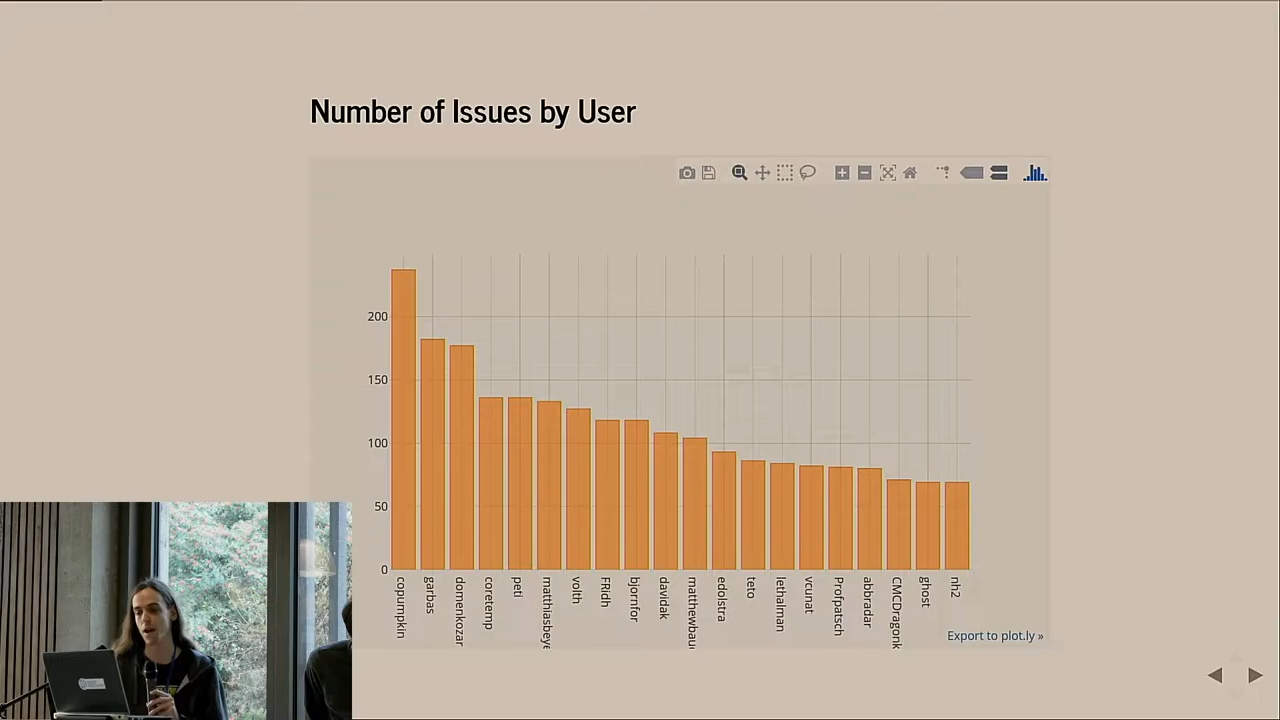 Number of Issues by User
200
150
100
50
0
copumpkin
garbas
domenkozar
coretemp
peti
matthiasbeye
volth
FRidh
bjornfor
davidak
matthewbau
edolstra
teto
lethalman
vcunat
Profpatsch
abbradar
CMCDragonk
ghost
nh2
Export to plot.ly »